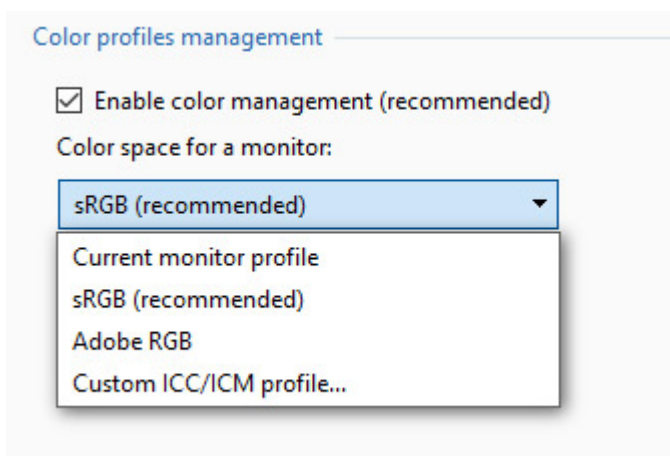 Color profiles management
Enable color management (recommended)
Color space for a monitor:
sRGB (recommended)
Current monitor profile
sRGB (recommended)
Adobe RGB
Custom ICC/ICM profile...